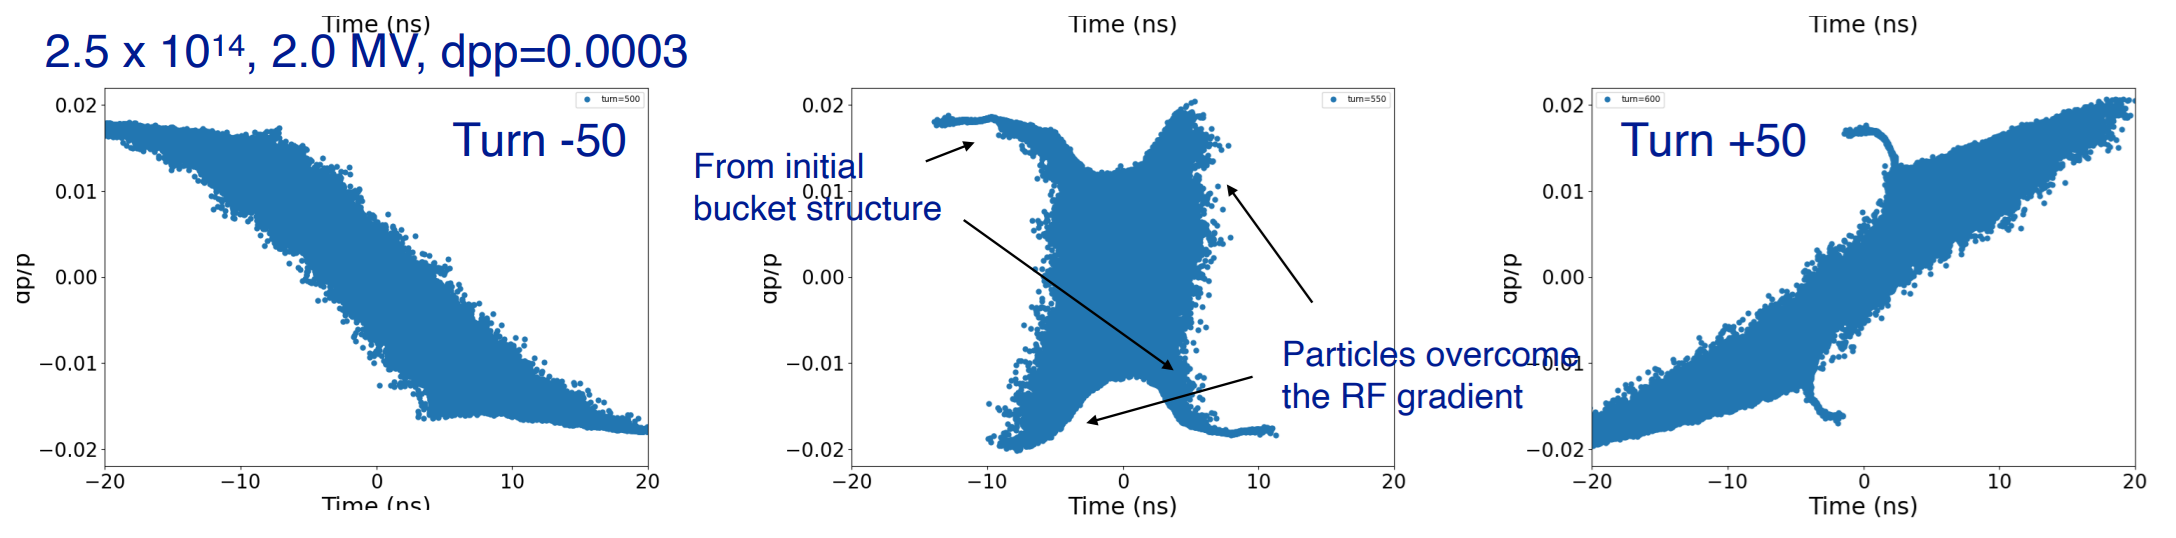 Time (ns)
Time (ns)
Time (ns)
2.5 x 10¹⁴, 2.0 MV, dpp=0.0003
turn=500
Turn -50
0.02
0.01
0.00
−0.01
−0.02
dp/p
−20
−10
0
10
20
Time (ns)
turn=550
From initial
bucket structure
Particles overcome
the RF gradient
0.02
0.01
0.00
−0.01
−0.02
dp/p
−20
−10
0
10
20
Time (ns)
turn=600
Turn +50
0.02
0.01
0.00
−0.01
−0.02
dp/p
−20
−10
0
10
20
Time (ns)